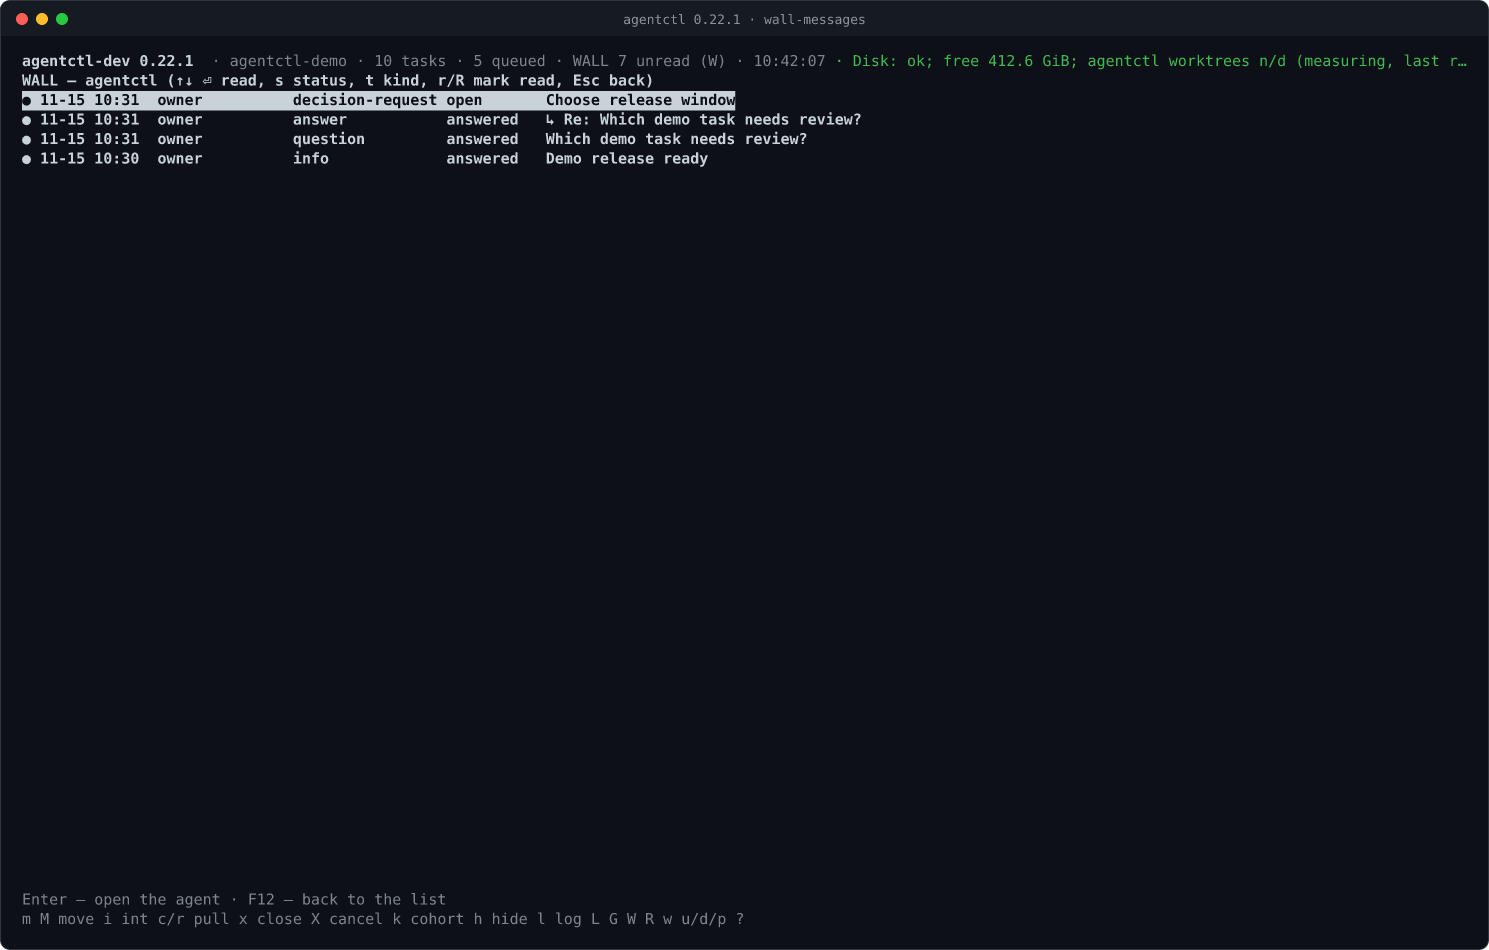 agentctl 0.22.1 · wall-messages
agentctl-dev 0.22.1 · agentctl-demo · 10 tasks · 5 queued · WALL 7 unread (W) · 10:42:07 · Disk: ok; free 412.6 GiB; agentctl worktrees n/d (measuring, last r…
WALL — agentctl (↑↓ ⏎ read, s status, t kind, r/R mark read, Esc back)
● 11-15 10:31 owner decision-request open Choose release window
● 11-15 10:31 owner answer answered ↳ Re: Which demo task needs review?
● 11-15 10:31 owner question answered Which demo task needs review?
● 11-15 10:30 owner info answered Demo release ready
Enter — open the agent · F12 — back to the list
m M move i int c/r pull x close X cancel k cohort h hide l log L G W R w u/d/p ?